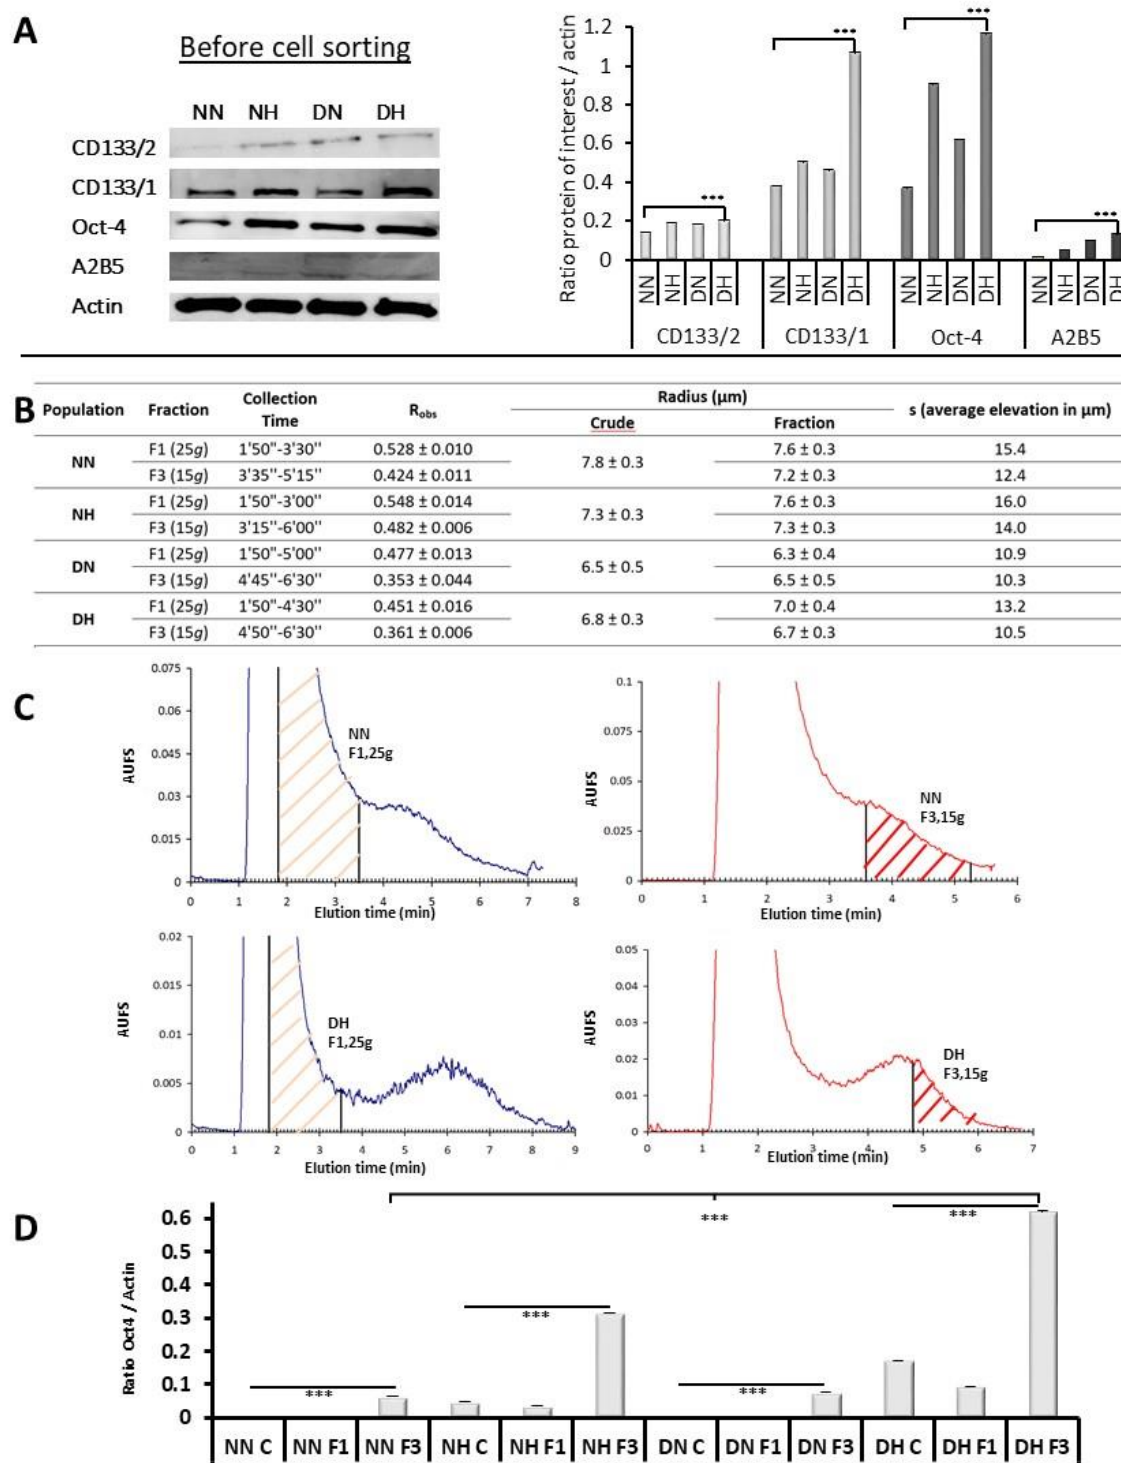 A
Before cell sorting
NN NH DN DH
CD133/2
CD133/1
Oct-4
A2B5
Actin
Ratio protein of interest / actin
1.2
1
0.8
0.6
0.4
0.2
0
*** *** *** ***
NN NH DN DH NN NH DN DH NN NH DN DH NN NH DN DH
CD133/2 CD133/1 Oct-4 A2B5
B
Population Fraction Collection Time R_obs Radius (µm) s (average elevation in µm)
Crude Fraction
NN F1 (25g) 1'50"-3'30" 0.528 ± 0.010 7.8 ± 0.3 7.6 ± 0.3 15.4
F3 (15g) 3'35"-5'15" 0.424 ± 0.011 7.2 ± 0.3 12.4
NH F1 (25g) 1'50"-3'00" 0.548 ± 0.014 7.3 ± 0.3 7.6 ± 0.3 16.0
F3 (15g) 3'15"-6'00" 0.482 ± 0.006 7.3 ± 0.3 14.0
DN F1 (25g) 1'50"-5'00" 0.477 ± 0.013 6.5 ± 0.5 6.3 ± 0.4 10.9
F3 (15g) 4'45"-6'30" 0.353 ± 0.044 6.5 ± 0.5 10.3
DH F1 (25g) 1'50"-4'30" 0.451 ± 0.016 6.8 ± 0.3 7.0 ± 0.4 13.2
F3 (15g) 4'50"-6'30" 0.361 ± 0.006 6.7 ± 0.3 10.5
C
AUFS
0.075
0.06
0.045
0.03
0.015
0
NN
F1,25g
0 1 2 3 4 5 6 7 8
Elution time (min)
AUFS
0.1
0.075
0.05
0.025
0
NN
F3,15g
0 1 2 3 4 5 6
Elution time (min)
AUFS
0.02
0.015
0.01
0.005
0
DH
F1,25g
0 1 2 3 4 5 6 7 8 9
Elution time (min)
AUFS
0.05
0.04
0.03
0.02
0.01
0
DH
F3,15g
0 1 2 3 4 5 6 7
Elution time (min)
D
Ratio Oct4 / Actin
0.6
0.5
0.4
0.3
0.2
0.1
0
*** *** *** *** ***
NN C NN F1 NN F3 NH C NH F1 NH F3 DN C DN F1 DN F3 DH C DH F1 DH F3